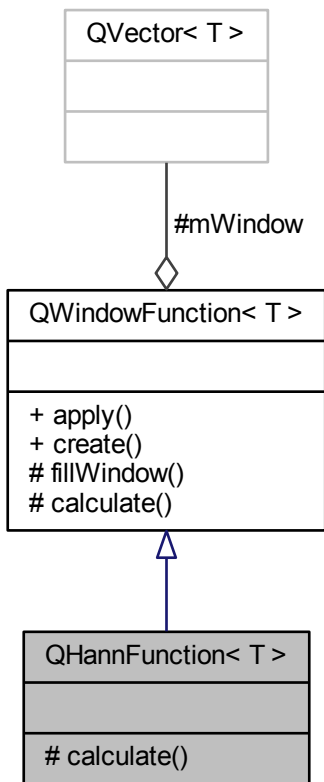 QVector< T >
#mWindow
QWindowFunction< T >
+ apply()
+ create()
# fillWindow()
# calculate()
QHannFunction< T >
# calculate()